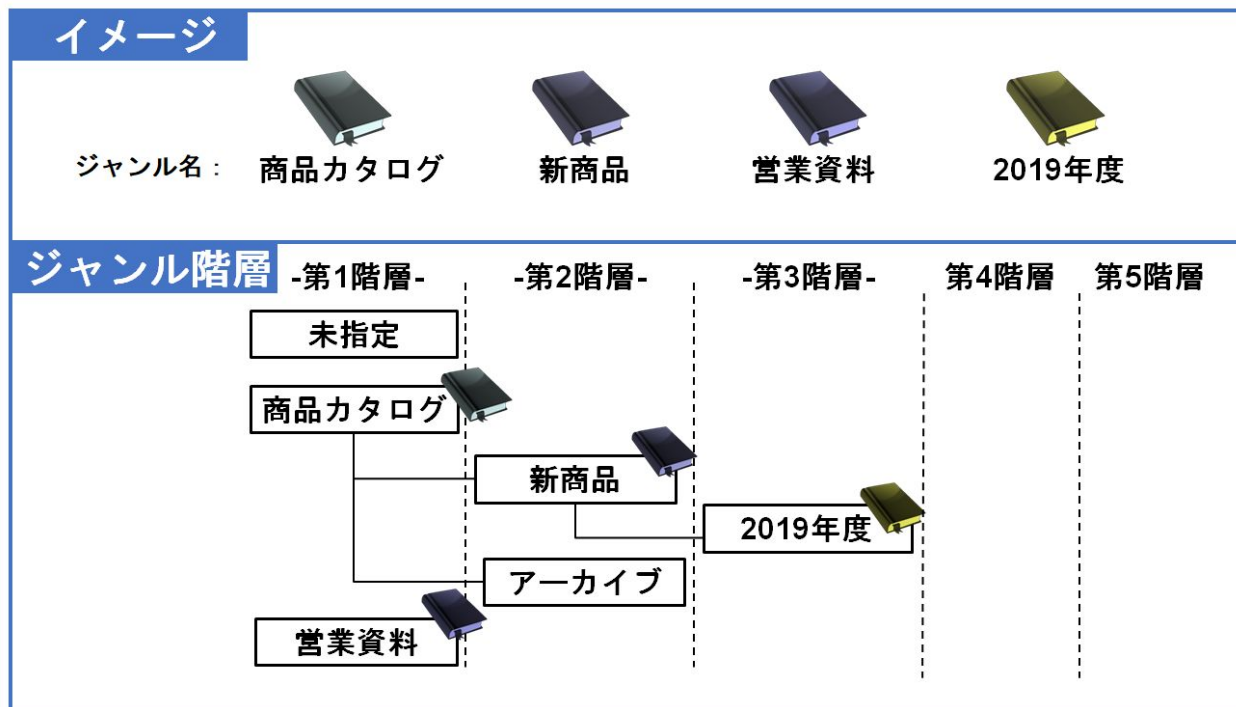 イメージ
ジャンル名： 商品カタログ 新商品 営業資料 2019年度
ジャンル階層 -第1階層- -第2階層- -第3階層- 第4階層 第5階層
未指定
商品カタログ
新商品
2019年度
アーカイブ
営業資料